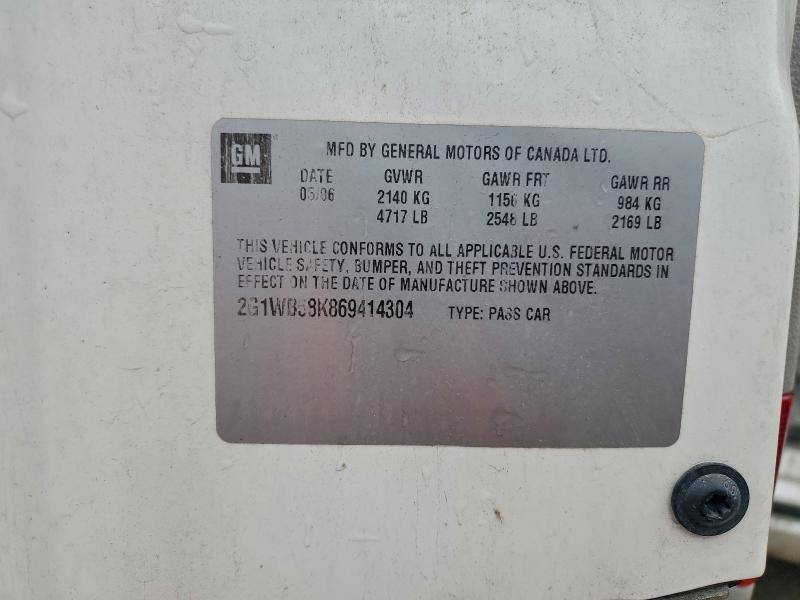 GM
MFD BY GENERAL MOTORS OF CANADA LTD.
DATE GVWR GAWR FRT GAWR RR
05/06 2140 KG 1156 KG 984 KG
4717 LB 2548 LB 2169 LB
THIS VEHICLE CONFORMS TO ALL APPLICABLE U.S. FEDERAL MOTOR
VEHICLE SAFETY, BUMPER, AND THEFT PREVENTION STANDARDS IN
EFFECT ON THE DATE OF MANUFACTURE SHOWN ABOVE.
2G1WB58K869414304 TYPE: PASS CAR